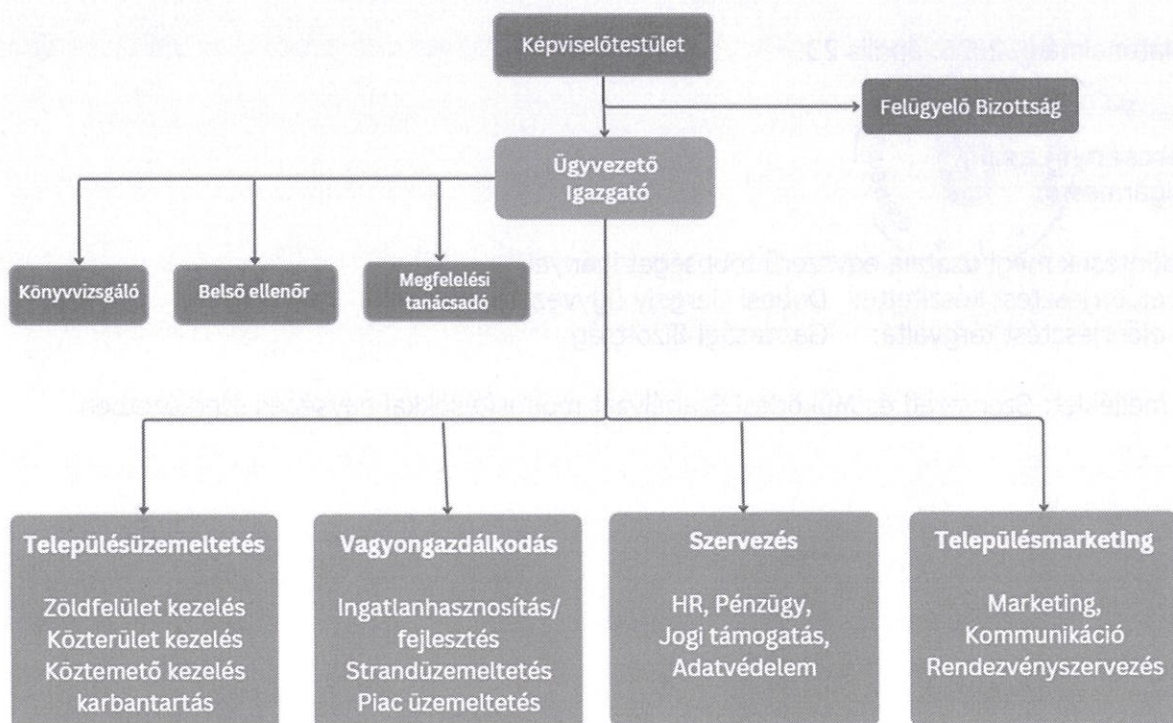 Képviselőtestület
Felügyelő Bizottság
Ügyvezető
Igazgató
Könyvvizsgáló
Belső ellenőr
Megfelelési
tanácsadó
Településüzemeltetés
Zöldfelület kezelés
Közterület kezelés
Köztemető kezelés
karbantartás
Vagyongazdálkodás
Ingatlanhasznosítás/
fejlesztés
Strandüzemeltetés
Piac üzemeltetés
Szervezés
HR, Pénzügy,
Jogi támogatás,
Adatvédelem
Településmarketing
Marketing,
Kommunikáció
Rendezvényszervezés